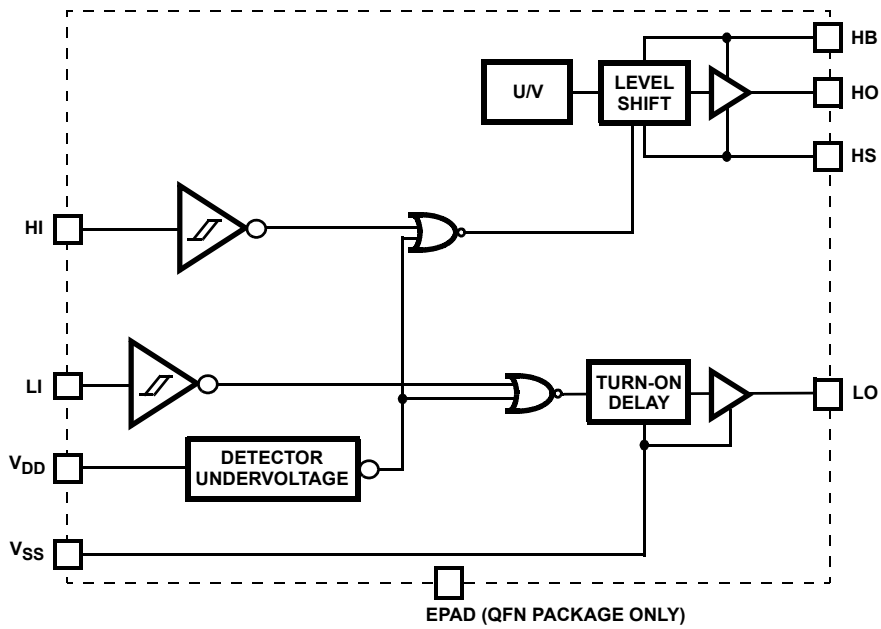 HB
U/V
LEVEL
SHIFT
HO
HS
HI
LI
TURN-ON
DELAY
LO
VDD
DETECTOR
UNDERVOLTAGE
VSS
EPAD (QFN PACKAGE ONLY)